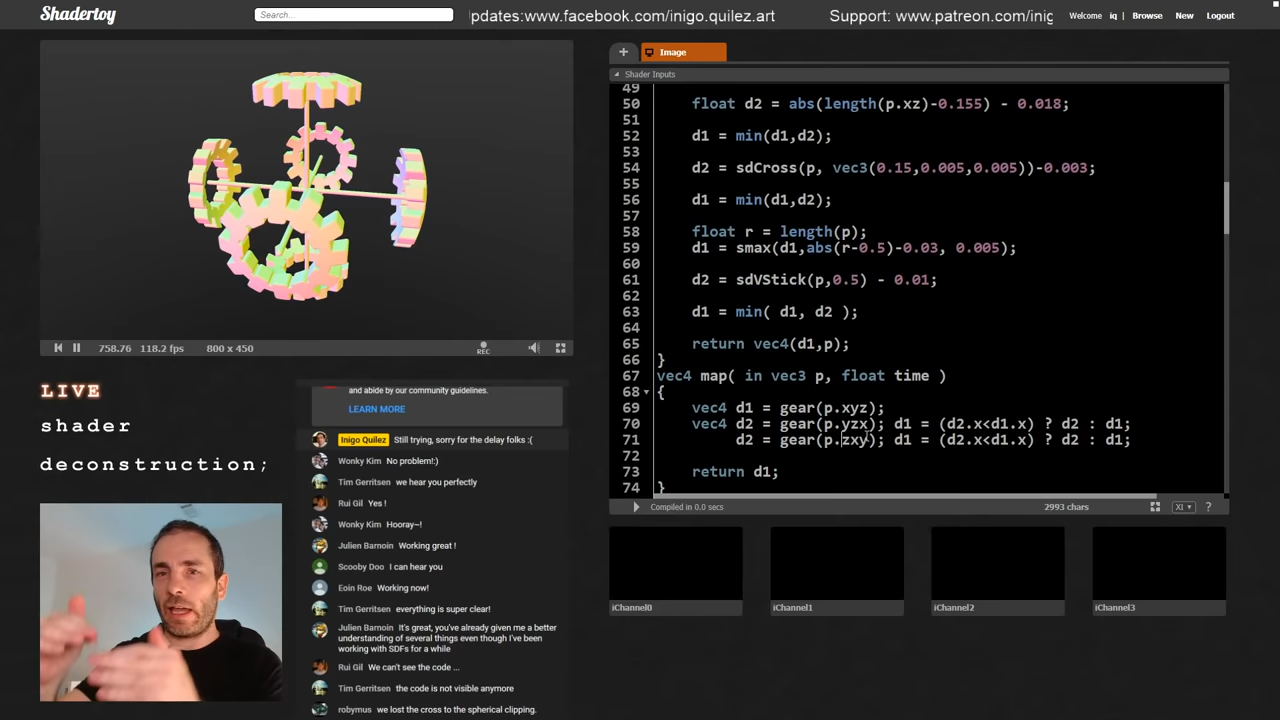 Shadertoy
Search...
pdates:www.facebook.com/inigo.quilez.art
Support: www.patreon.com/inig
Welcome iq | Browse New Logout
+
Image
Shader Inputs
49
50 float d2 = abs(length(p.xz)-0.155) - 0.018;
51
52 d1 = min(d1,d2);
53
54 d2 = sdCross(p, vec3(0.15,0.005,0.005))-0.003;
55
56 d1 = min(d1,d2);
57
58 float r = length(p);
59 d1 = smax(d1,abs(r-0.5)-0.03, 0.005);
60
61 d2 = sdVStick(p,0.5) - 0.01;
62
63 d1 = min( d1, d2 );
64
65 return vec4(d1,p);
66 }
67 vec4 map( in vec3 p, float time )
68 {
69 vec4 d1 = gear(p.xyz);
70 vec4 d2 = gear(p.yzx); d1 = (d2.x<d1.x) ? d2 : d1;
71 d2 = gear(p.zxy); d1 = (d2.x<d1.x) ? d2 : d1;
72
73 return d1;
74 }
Compiled in 0.0 secs
2993 chars
?
758.76 118.2 fps 800 x 450
REC
iChannel0
iChannel1
iChannel2
iChannel3
LIVE
shader
deconstruction;
and abide by our community guidelines.
LEARN MORE
Inigo Quilez Still trying, sorry for the delay folks :(
Wonky Kim No problem!:)
Tim Gerritsen we hear you perfectly
Rui Gil Yes !
Wonky Kim Hooray~!
Julien Barnoin Working great !
Scooby Doo I can hear you
Eoin Roe Working now!
Tim Gerritsen everything is super clear!
Julien Barnoin It's great, you've already given me a better
understanding of several things even though I've been
working with SDFs for a while
Rui Gil We can't see the code ...
Tim Gerritsen the code is not visible anymore
robymus we lost the cross to the spherical clipping.